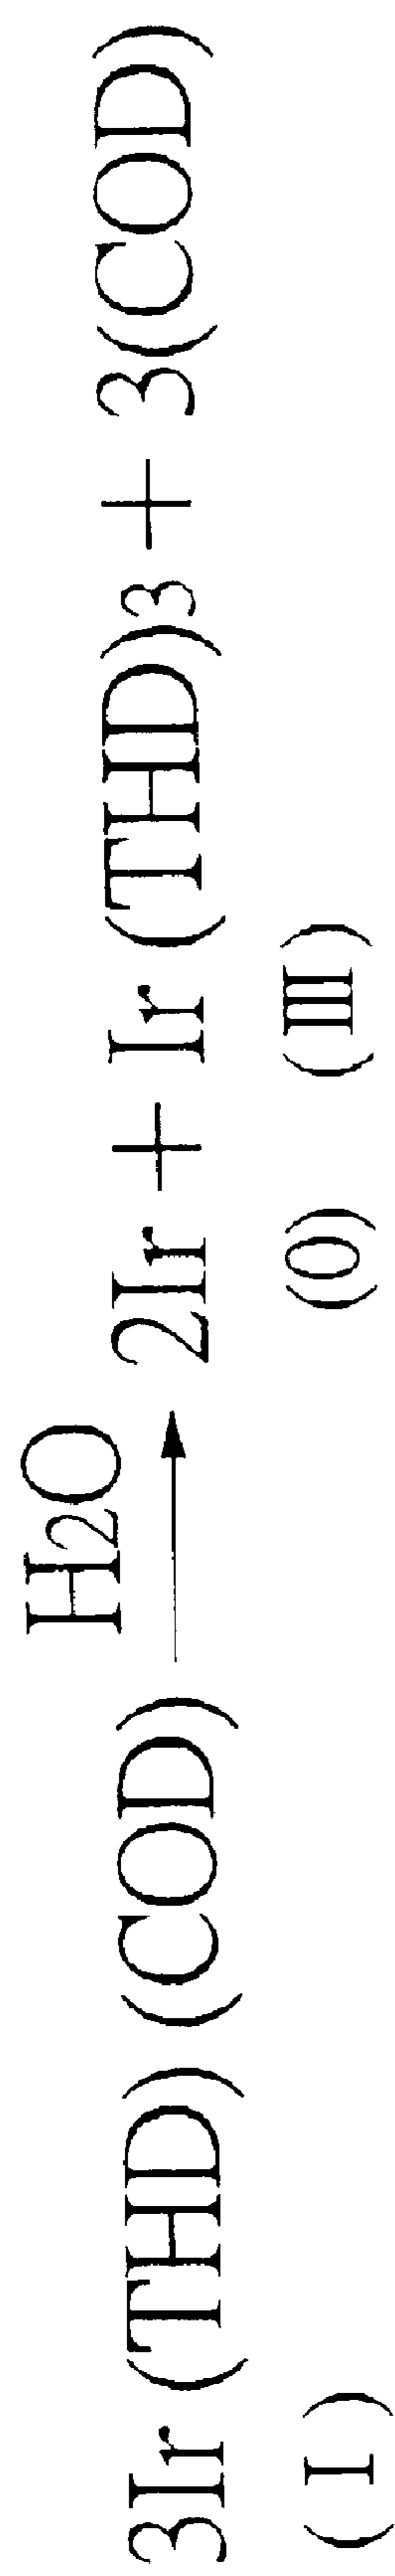 H2O
3Ir (THD) (COD) → 2Ir + Ir (THD)3 + 3(COD)
( I ) (0) (III)